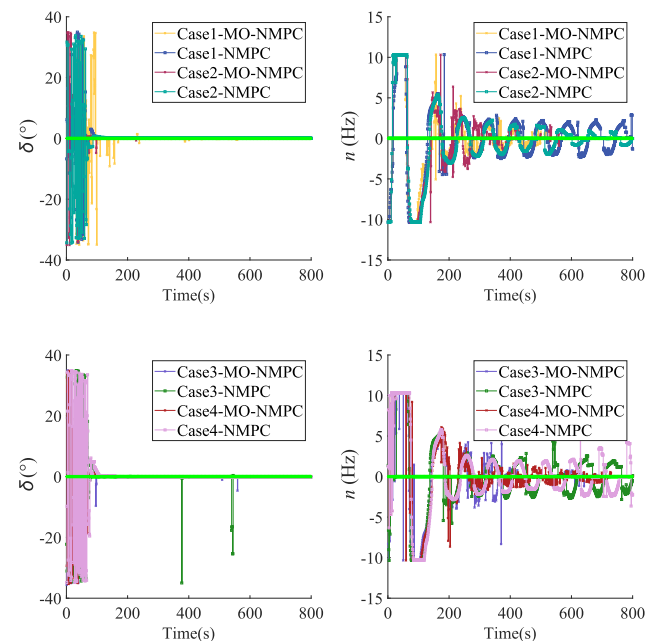 40
20
0
-20
-40
δ(°)
0
200
400
600
800
Time(s)
Case1-MO-NMPC
Case1-NMPC
Case2-MO-NMPC
Case2-NMPC
15
10
5
0
-5
-10
-15
n (Hz)
0
200
400
600
800
Time(s)
Case1-MO-NMPC
Case1-NMPC
Case2-MO-NMPC
Case2-NMPC
40
20
0
-20
-40
δ(°)
0
200
400
600
800
Time(s)
Case3-MO-NMPC
Case3-NMPC
Case4-MO-NMPC
Case4-NMPC
15
10
5
0
-5
-10
-15
n (Hz)
0
200
400
600
800
Time(s)
Case3-MO-NMPC
Case3-NMPC
Case4-MO-NMPC
Case4-NMPC